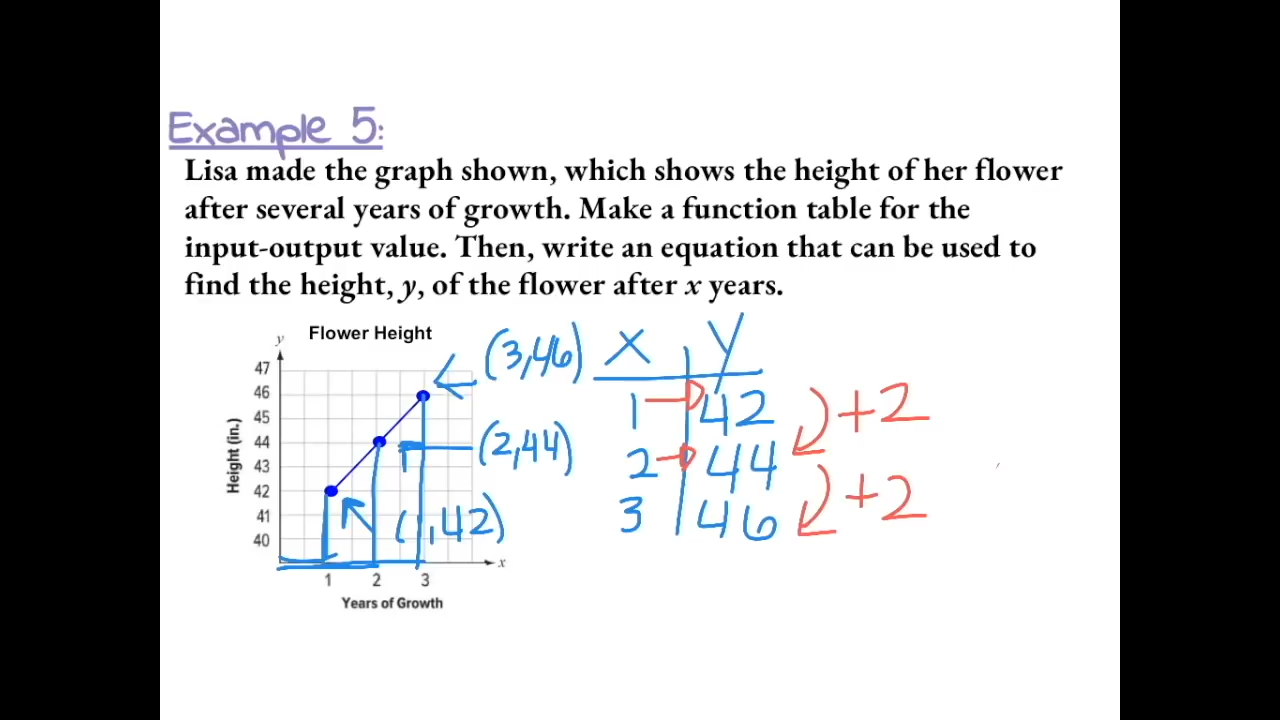 Example 5:
Lisa made the graph shown, which shows the height of her flower
after several years of growth. Make a function table for the
input-output value. Then, write an equation that can be used to
find the height, y, of the flower after x years.
Flower Height
y
47
46
45
44
43
42
41
40
Height (in.)
1 2 3
x
Years of Growth
(3,46)
(2,44)
(1,42)
X Y
1 42
2 44
3 46
+2
+2